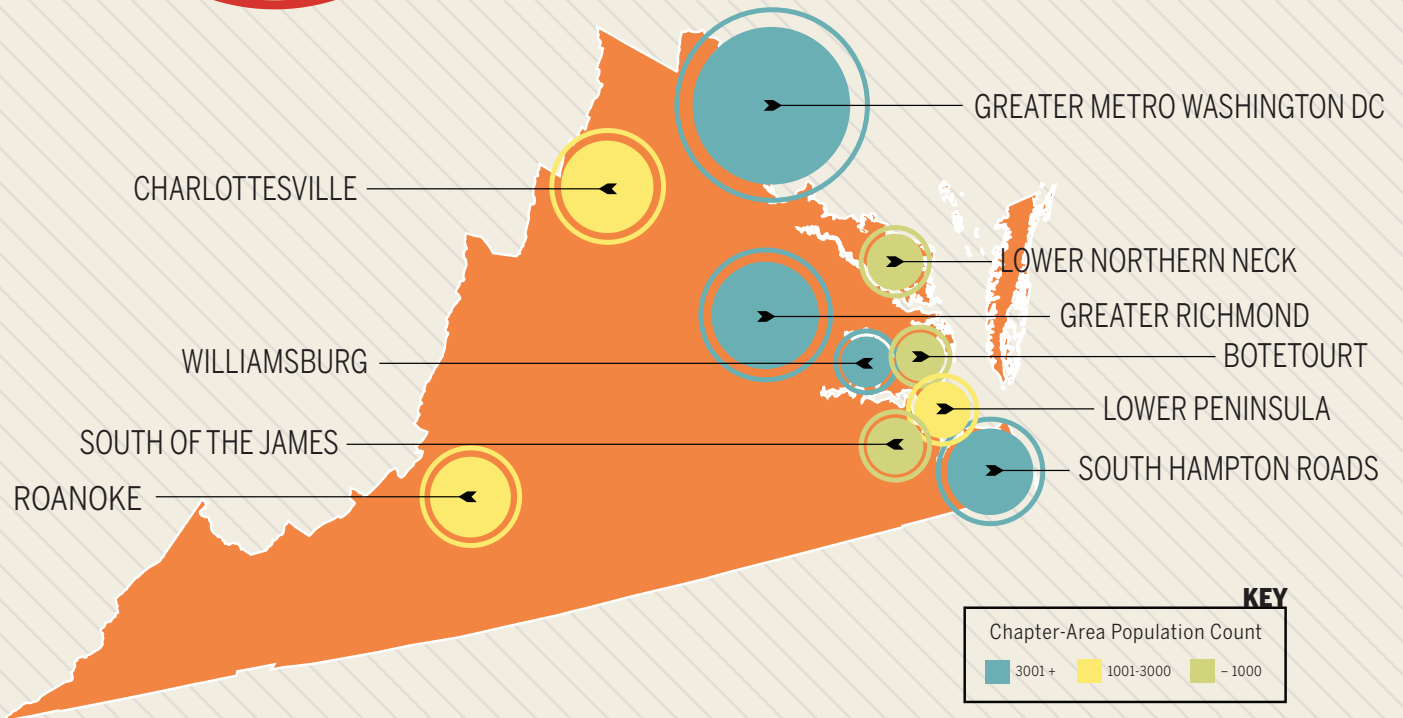 GREATER METRO WASHINGTON DC
CHARLOTTESVILLE
LOWER NORTHERN NECK
GREATER RICHMOND
BOTETOURT
WILLIAMSBURG
LOWER PENINSULA
SOUTH OF THE JAMES
SOUTH HAMPTON ROADS
ROANOKE
KEY
Chapter-Area Population Count
3001 + 1001-3000 – 1000